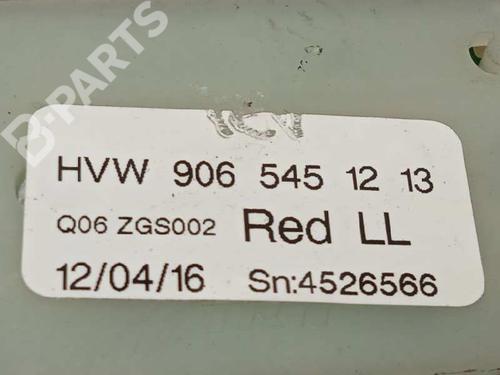 B-PARTS
HVW 906 545 12 13
Q06 ZGS002 Red LL
12/04/16 Sn:4526566